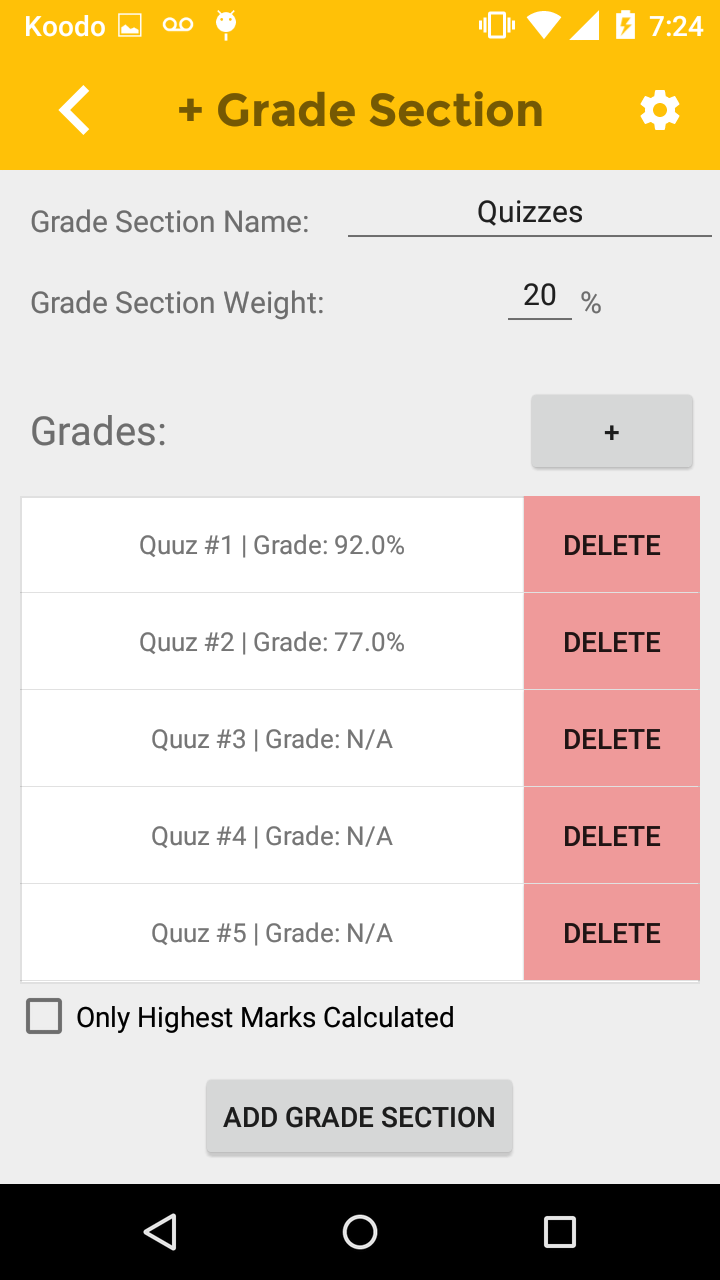 Koodo 7:24
+ Grade Section
Grade Section Name: Quizzes
Grade Section Weight: 20 %
Grades: +
Quuz #1 | Grade: 92.0% DELETE
Quuz #2 | Grade: 77.0% DELETE
Quuz #3 | Grade: N/A DELETE
Quuz #4 | Grade: N/A DELETE
Quuz #5 | Grade: N/A DELETE
Only Highest Marks Calculated
ADD GRADE SECTION